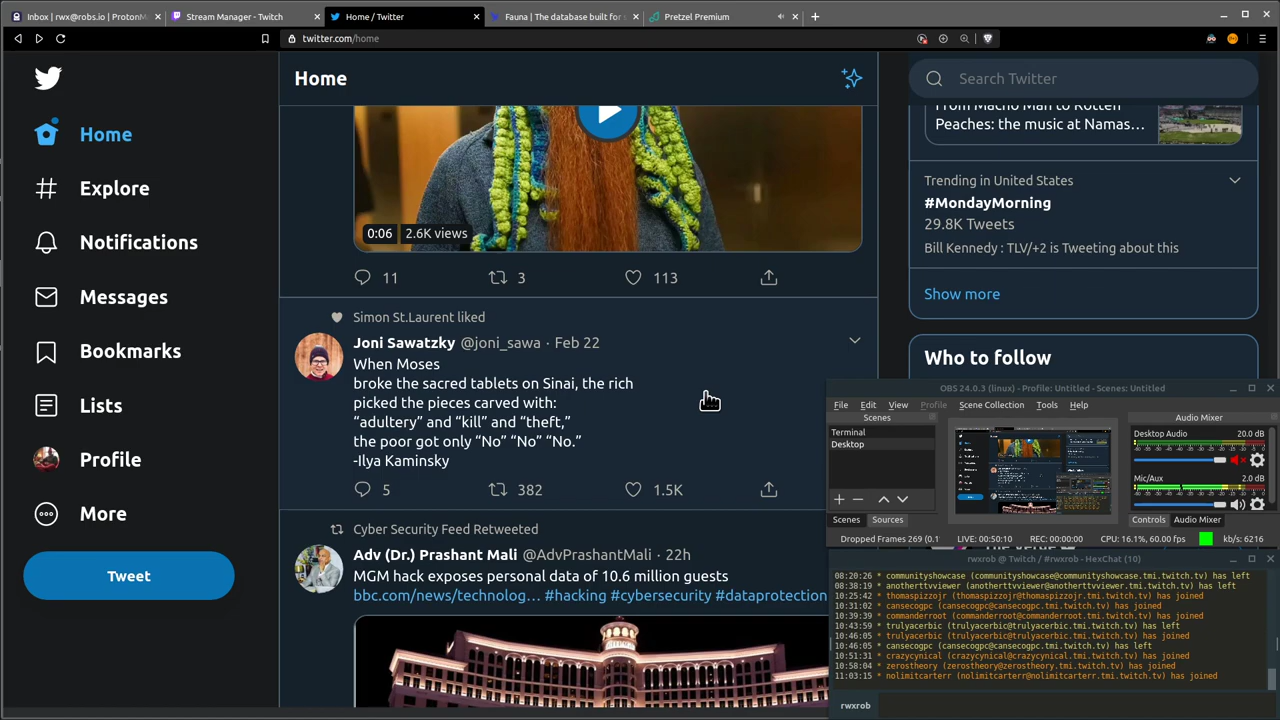 Inbox | rwx@robs.io | ProtonM
Stream Manager - Twitch
Home / Twitter
Fauna | The database built for
Pretzel Premium
twitter.com/home
Home
Explore
Notifications
Messages
Bookmarks
Lists
Profile
More
Tweet
Home
0:06 2.6K views
11 3 113
Simon St.Laurent liked
Joni Sawatzky @joni_sawa · Feb 22
When Moses
broke the sacred tablets on Sinai, the rich
picked the pieces carved with:
“adultery” and “kill” and “theft,”
the poor got only “No” “No” “No.”
-Ilya Kaminsky
5 382 1.5K
Cyber Security Feed Retweeted
Adv (Dr.) Prashant Mali @AdvPrashantMali · 22h
MGM hack exposes personal data of 10.6 million guests
bbc.com/news/technolog… #hacking #cybersecurity #dataprotection
Search Twitter
From Macho Man to Rotten
Peaches: the music at Namas...
Trending in United States
#MondayMorning
29.8K Tweets
Bill Kennedy : TLV/+2 is Tweeting about this
Show more
Who to follow
OBS 24.0.3 (linux) - Profile: Untitled - Scenes: Untitled
File Edit View Profile Scene Collection Tools Help
Scenes
Terminal
Desktop
Scenes Sources
Audio Mixer
Desktop Audio 20.0 dB
Mic/Aux 2.0 dB
Controls Audio Mixer
Dropped Frames 269 (0.1 LIVE: 00:50:10 REC: 00:00:00 CPU: 16.1%, 60.00 fps kb/s: 6216
rwxrob @ Twitch / #rwxrob - HexChat (10)
08:20:26 * communityshowcase (communityshowcase@communityshowcase.tmi.twitch.tv) has left
08:38:19 * anotherttvviewer (anotherttvviewer@anotherttvviewer.tmi.twitch.tv) has left
10:25:42 * thomaspizzojr (thomaspizzojr@thomaspizzojr.tmi.twitch.tv) has joined
10:31:02 * cansecogpc (cansecogpc@cansecogpc.tmi.twitch.tv) has joined
10:39:39 * commanderroot (commanderroot@commanderroot.tmi.twitch.tv) has joined
10:43:59 * trulyacerbic (trulyacerbic@trulyacerbic.tmi.twitch.tv) has left
10:46:05 * trulyacerbic (trulyacerbic@trulyacerbic.tmi.twitch.tv) has joined
10:46:05 * cansecogpc (cansecogpc@cansecogpc.tmi.twitch.tv) has left
10:51:31 * crazycynical (crazycynical@crazycynical.tmi.twitch.tv) has joined
10:58:04 * zerostheory (zerostheory@zerostheory.tmi.twitch.tv) has joined
11:03:15 * nolimitcarterr (nolimitcarterr@nolimitcarterr.tmi.twitch.tv) has joined
rwxrob